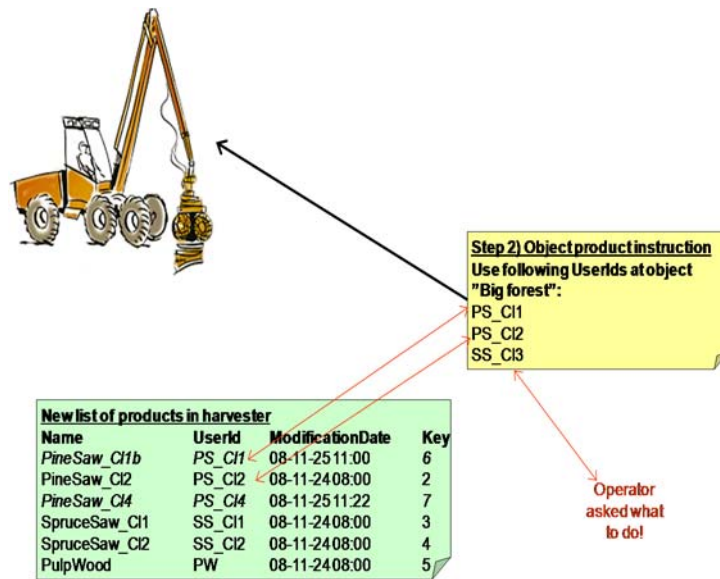 Step 2) Object product instruction
Use following UserIds at object
”Big forest”:
PS_Cl1
PS_Cl2
SS_Cl3
New list of products in harvester
Name UserId ModificationDate Key
PineSaw_Cl1b PS_Cl1 08-11-25 11:00 6
PineSaw_Cl2 PS_Cl2 08-11-24 08:00 2
PineSaw_Cl4 PS_Cl4 08-11-25 11:22 7
SpruceSaw_Cl1 SS_Cl1 08-11-24 08:00 3
SpruceSaw_Cl2 SS_Cl2 08-11-24 08:00 4
PulpWood PW 08-11-24 08:00 5
Operator
asked what
to do!